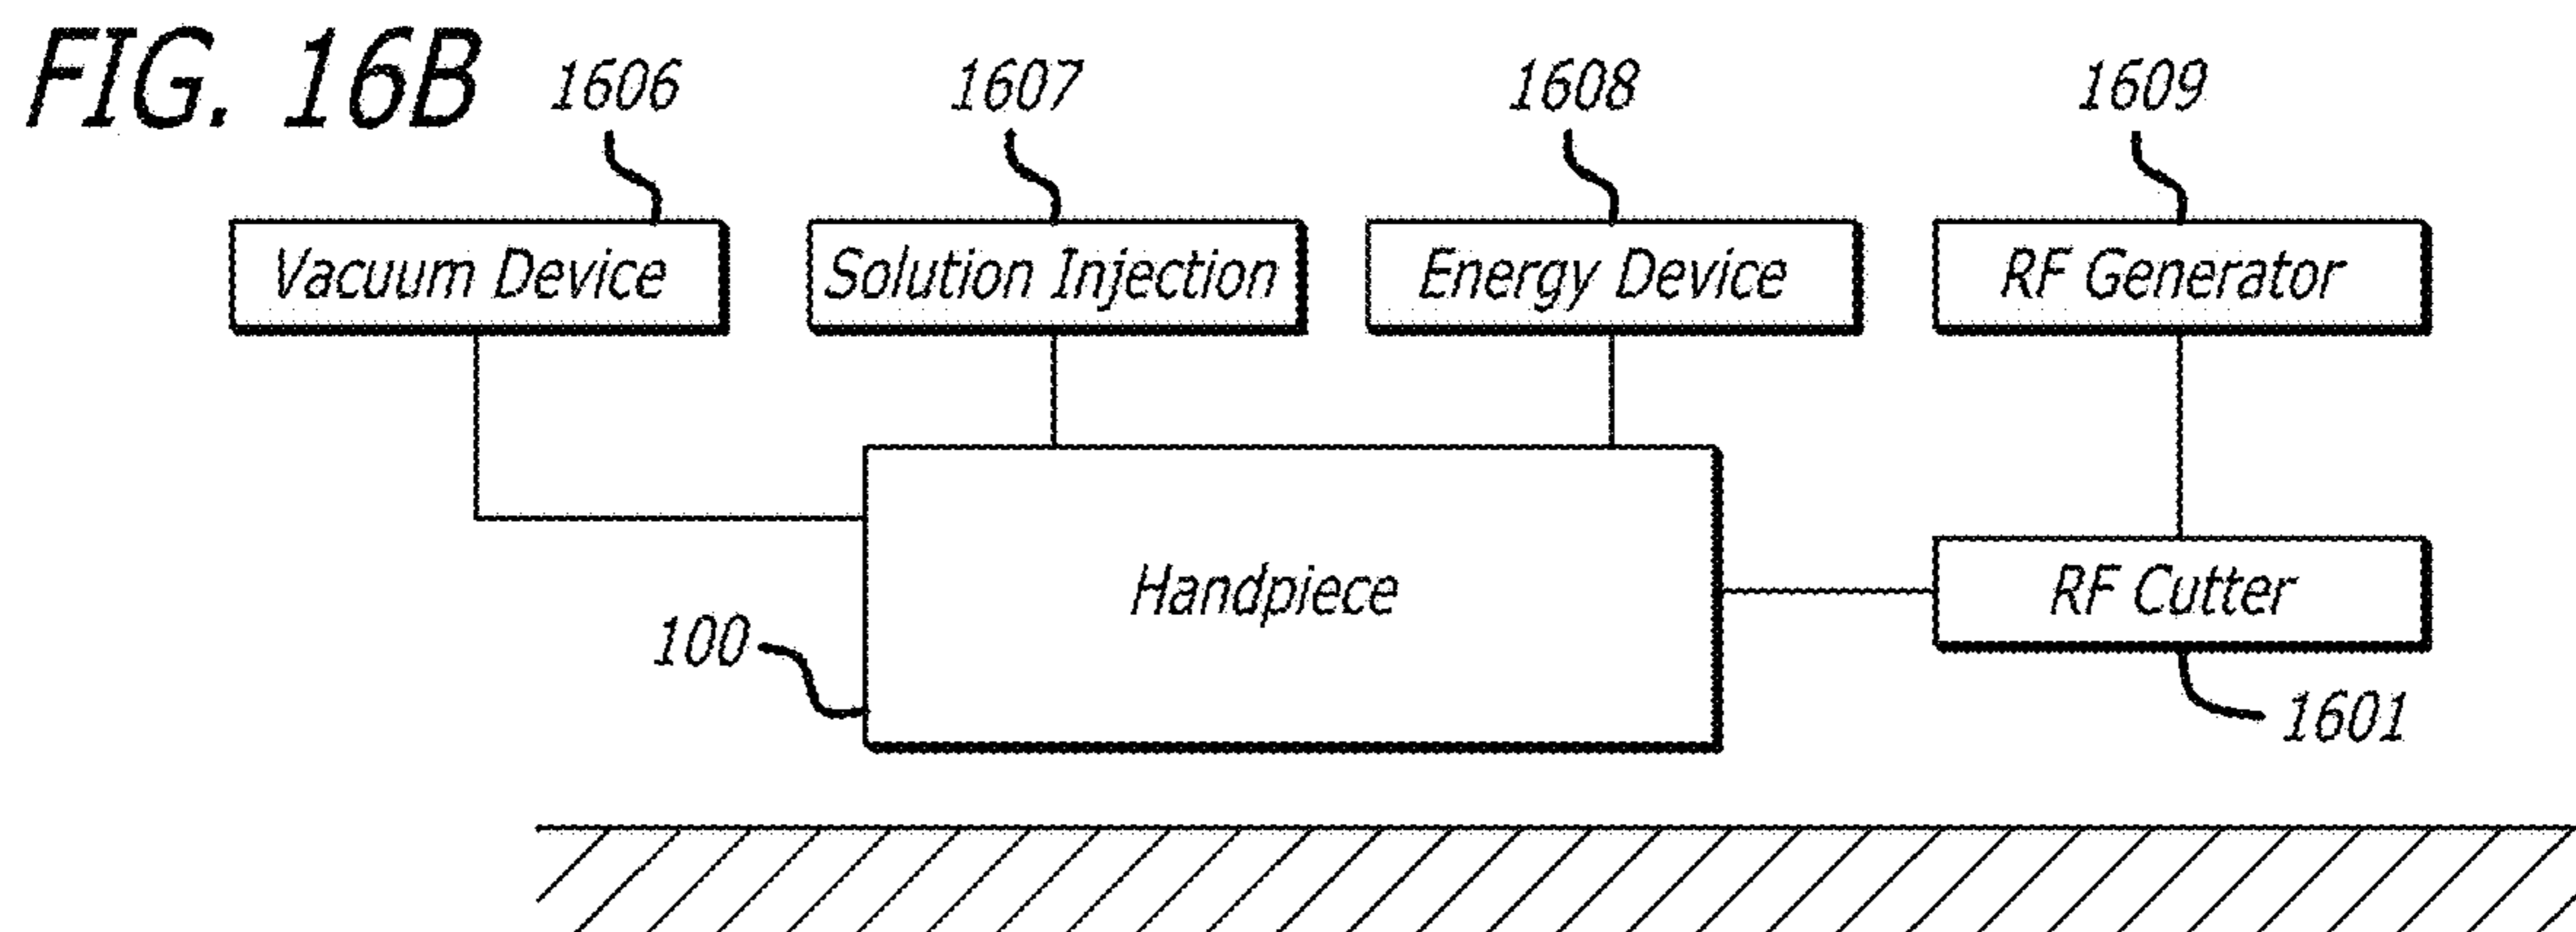 FIG. 16B
1606
1607
1608
1609
Vacuum Device
Solution Injection
Energy Device
RF Generator
Handpiece
RF Cutter
100
1601